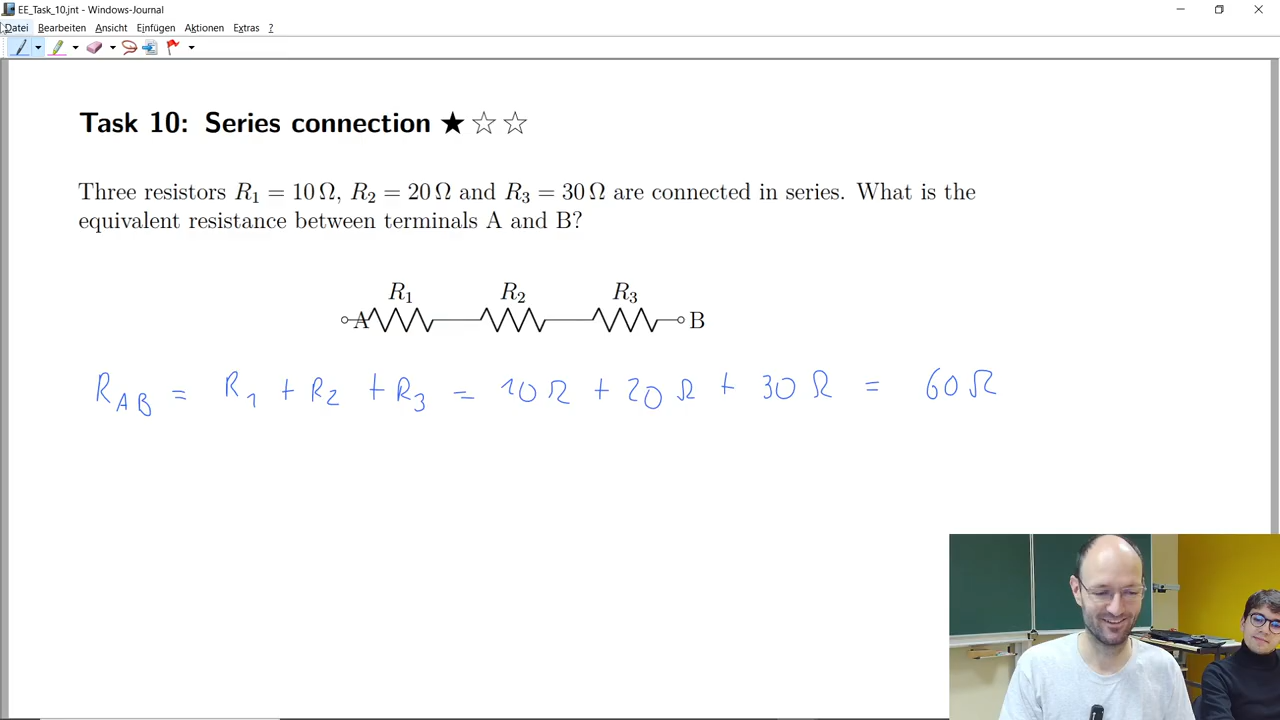 EE_Task_10.jnt - Windows-Journal
Datei Bearbeiten Ansicht Einfügen Aktionen Extras ?
Task 10: Series connection ★☆☆
Three resistors R₁ = 10 Ω, R₂ = 20 Ω and R₃ = 30 Ω are connected in series. What is the
equivalent resistance between terminals A and B?
R₁ R₂ R₃
A B
R_AB = R₁ + R₂ + R₃ = 10 Ω + 20 Ω + 30 Ω = 60 Ω